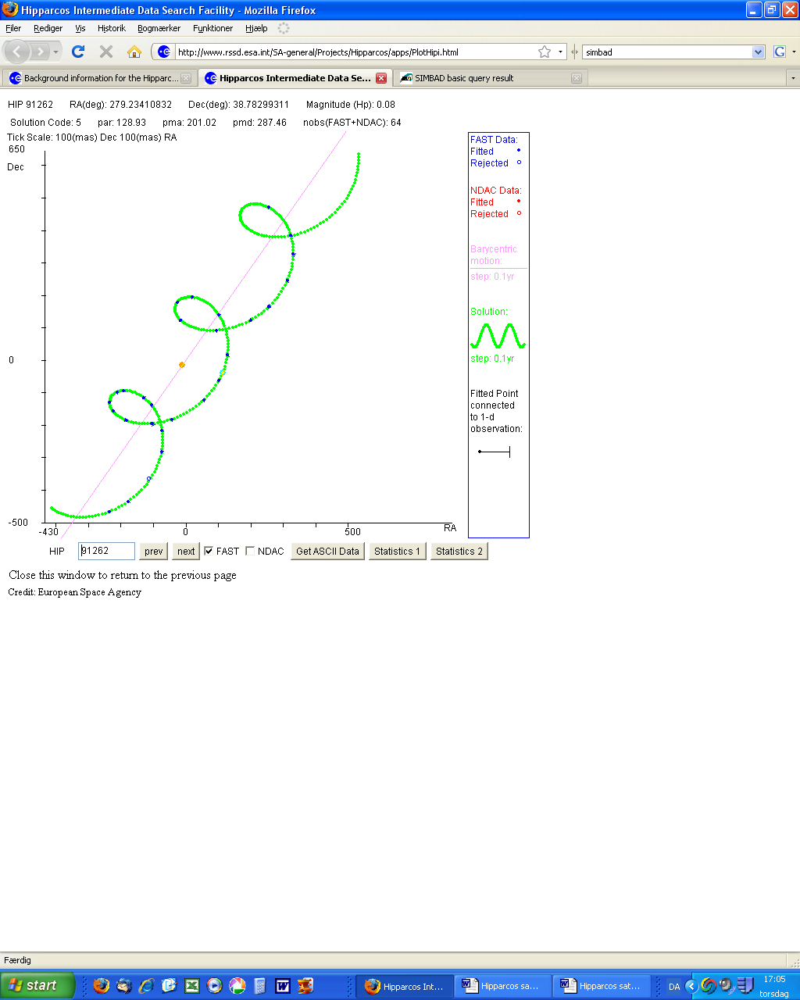 Hipparcos Intermediate Data Search Facility - Mozilla Firefox
Filer Rediger Vis Historik Bogmærker Funktioner Hjælp
http://www.rssd.esa.int/SA-general/Projects/Hipparcos/apps/PlotHipi.html simbad G
Background information for the Hipparc... Hipparcos Intermediate Data Se... SIMBAD basic query result
HIP 91262 RA(deg): 279.23410832 Dec(deg): 38.78299311 Magnitude (Hp): 0.08
Solution Code: 5 par: 128.93 pma: 201.02 pmd: 287.46 nobs(FAST+NDAC): 64
Tick Scale: 100(mas) Dec 100(mas) RA
650
Dec
0
-500
-430 0 500 RA
FAST Data:
Fitted
Rejected
NDAC Data:
Fitted
Rejected
Barycentric
motion:
step: 0.1yr
Solution:
step: 0.1yr
Fitted Point
connected
to 1-d
observation:
HIP 91262 prev next FAST NDAC Get ASCII Data Statistics 1 Statistics 2
Close this window to return to the previous page
Credit: European Space Agency
Færdig
start Hipparcos Int... Hipparcos sa... Hipparcos sat... DA 17:05
torsdag